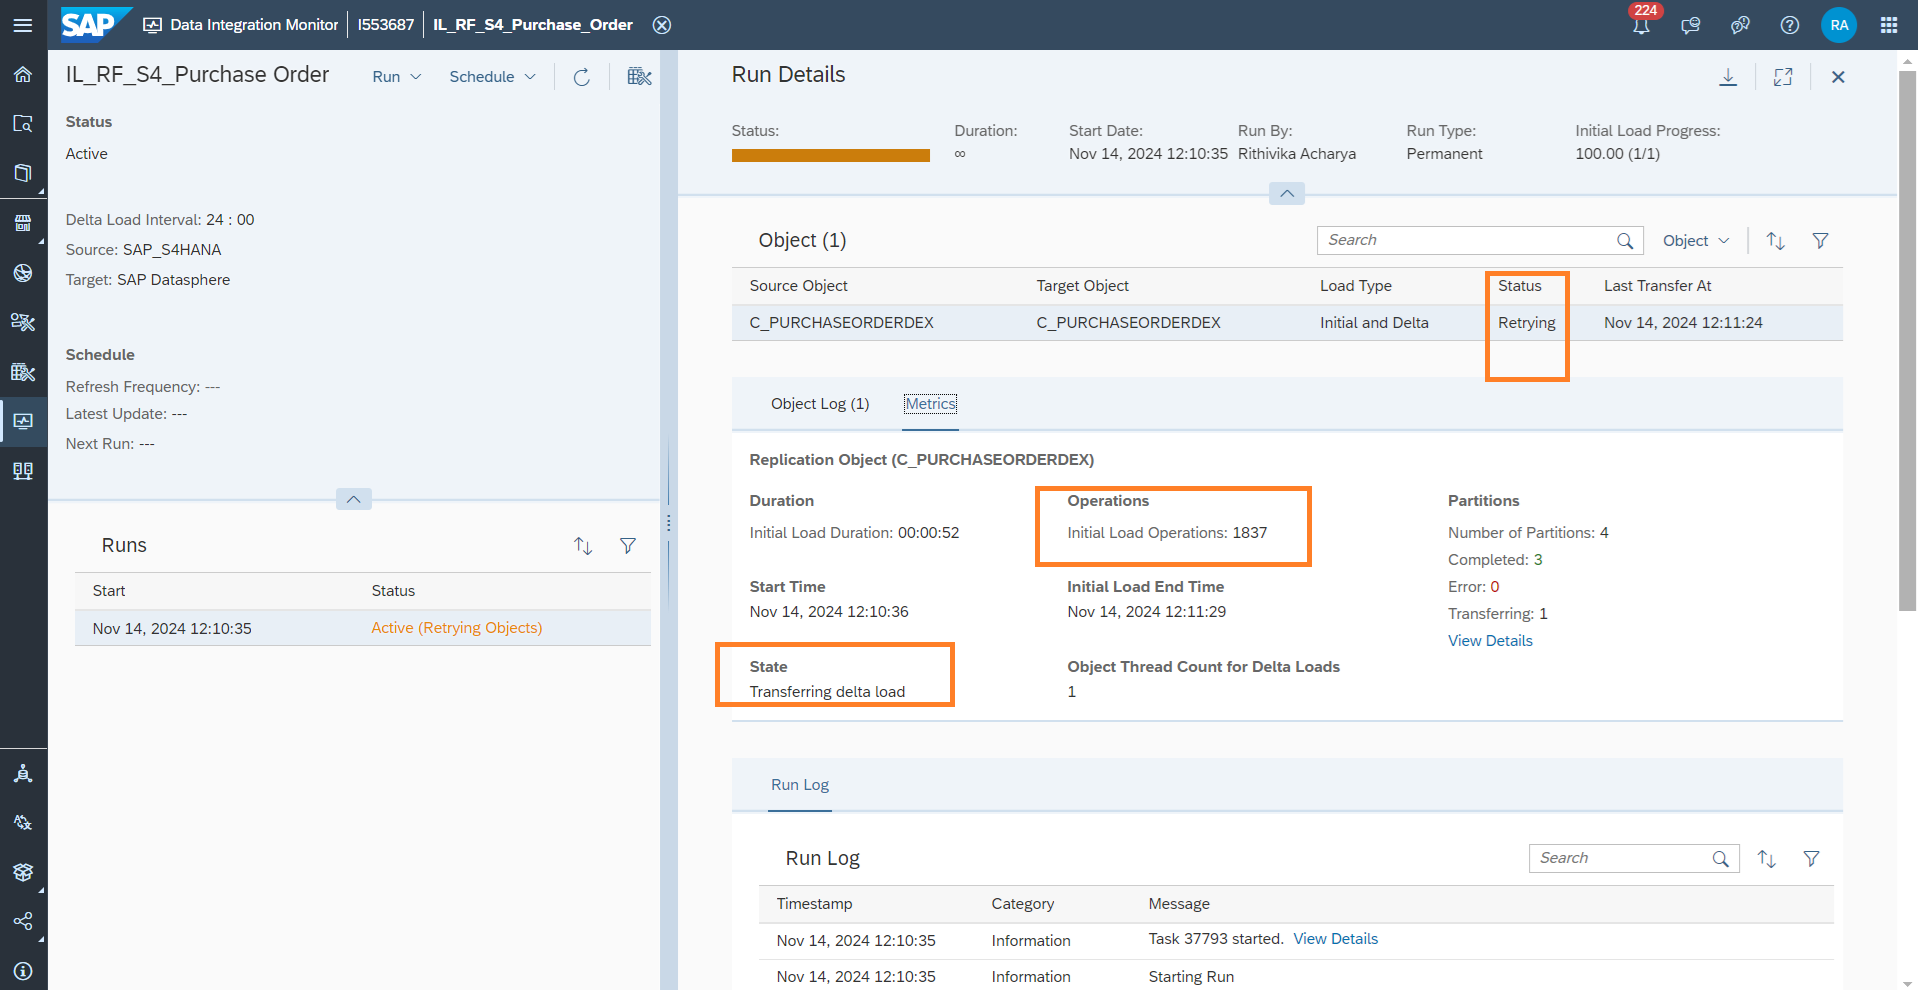 SAP Data Integration Monitor I553687 IL_RF_S4_Purchase_Order 224 RA
IL_RF_S4_Purchase Order Run Schedule
Status
Active
Delta Load Interval: 24 : 00
Source: SAP_S4HANA
Target: SAP Datasphere
Schedule
Refresh Frequency: ---
Latest Update: ---
Next Run: ---
Runs
Start Status
Nov 14, 2024 12:10:35 Active (Retrying Objects)
Run Details
Status: Duration: Start Date: Run By: Run Type: Initial Load Progress:
∞ Nov 14, 2024 12:10:35 Rithivika Acharya Permanent 100.00 (1/1)
Object (1) Search Object
Source Object Target Object Load Type Status Last Transfer At
C_PURCHASEORDERDEX C_PURCHASEORDERDEX Initial and Delta Retrying Nov 14, 2024 12:11:24
Object Log (1) Metrics
Replication Object (C_PURCHASEORDERDEX)
Duration Operations Partitions
Initial Load Duration: 00:00:52 Initial Load Operations: 1837 Number of Partitions: 4
Completed: 3
Start Time Initial Load End Time Error: 0
Nov 14, 2024 12:10:36 Nov 14, 2024 12:11:29 Transferring: 1
View Details
State Object Thread Count for Delta Loads
Transferring delta load 1
Run Log
Run Log Search
Timestamp Category Message
Nov 14, 2024 12:10:35 Information Task 37793 started. View Details
Nov 14, 2024 12:10:35 Information Starting Run